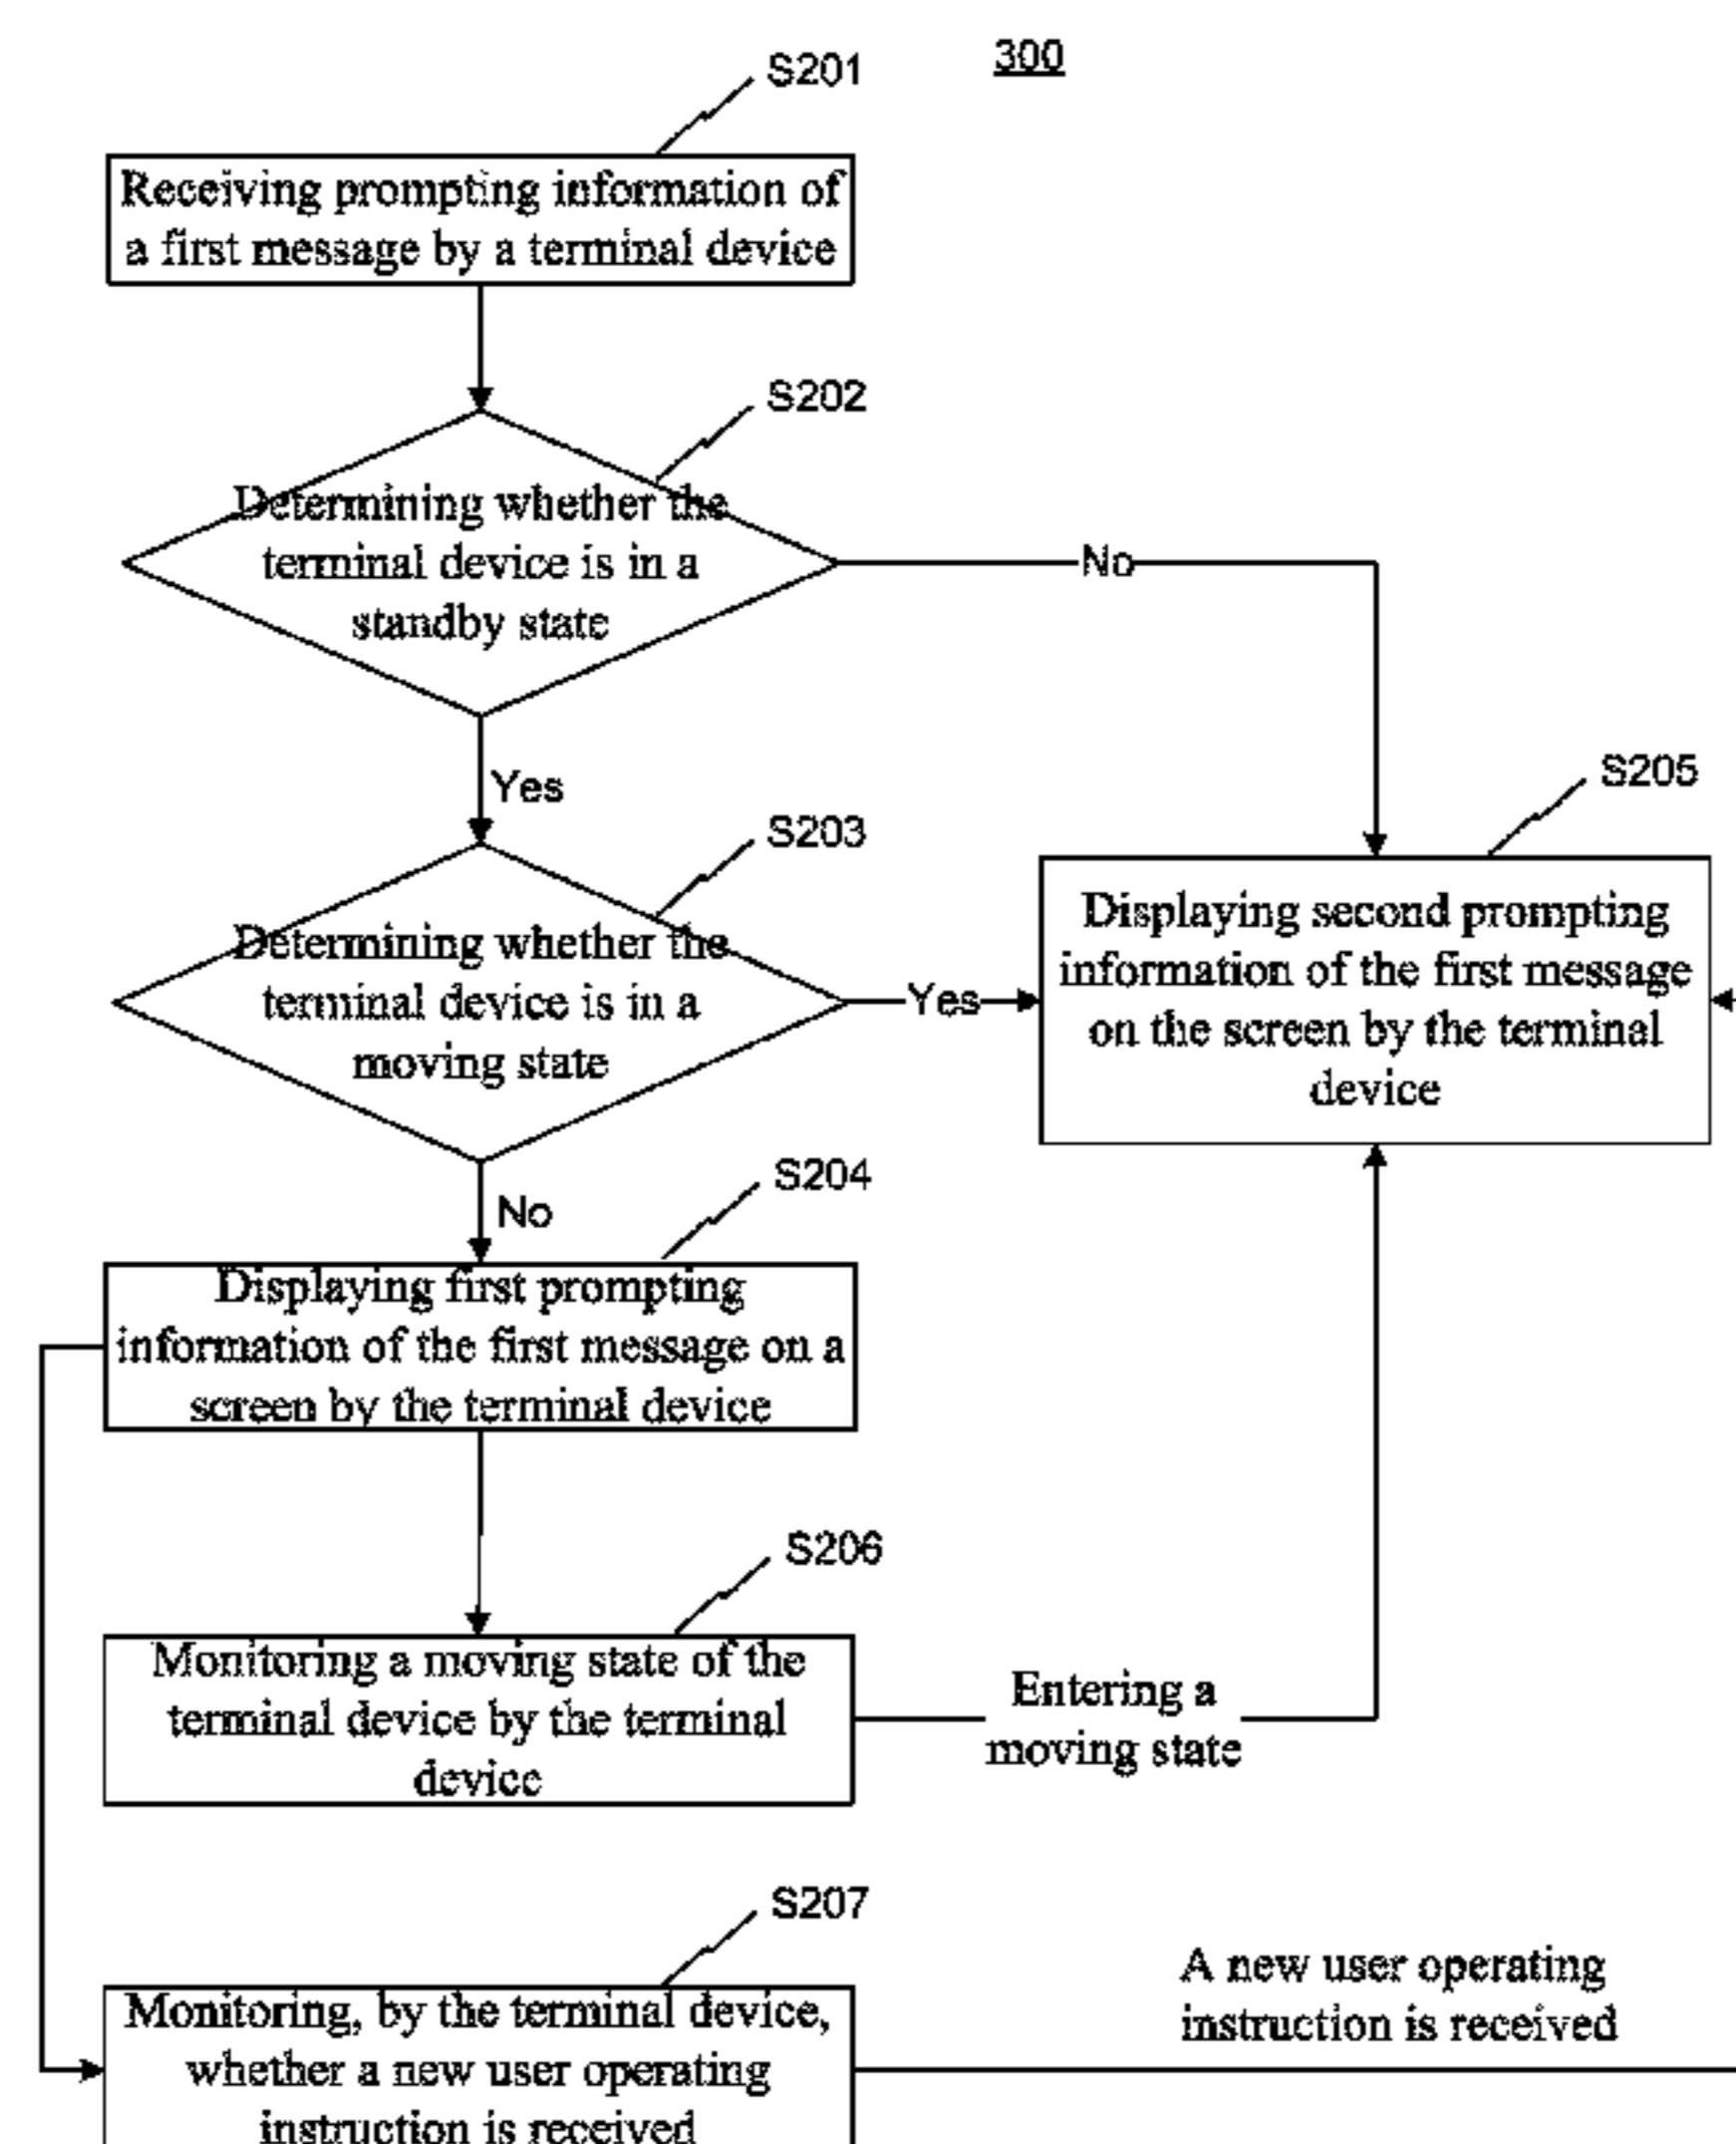 300
S201
Receiving prompting information of
a first message by a terminal device
S202
Determining whether the
terminal device is in a
standby state
No
Yes
S203
Determining whether the
terminal device is in a
moving state
Yes
S205
Displaying second prompting
information of the first message
on the screen by the terminal
device
No
S204
Displaying first prompting
information of the first message on a
screen by the terminal device
S206
Monitoring a moving state of the
terminal device by the terminal
device
Entering a
moving state
S207
Monitoring, by the terminal device,
whether a new user operating
instruction is received
A new user operating
instruction is received